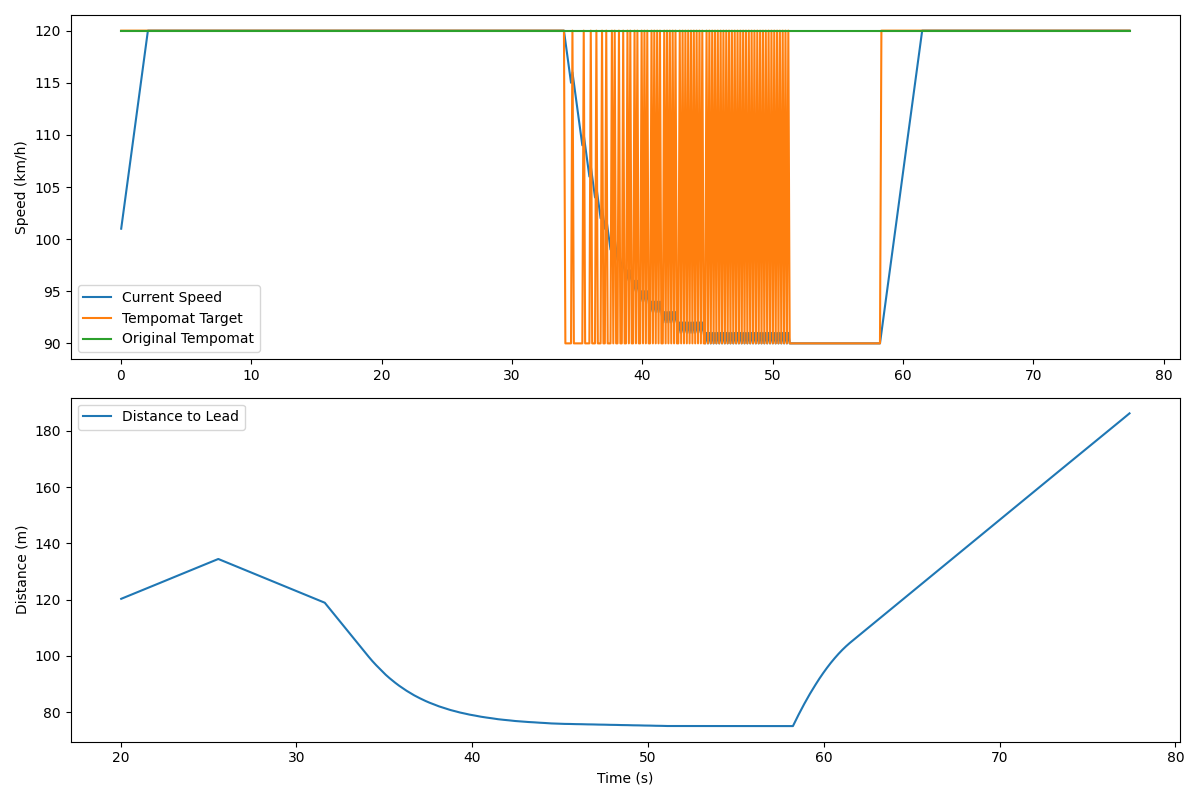 120
115
110
105
100
95
90
Speed (km/h)
Current Speed
Tempomat Target
Original Tempomat
0 10 20 30 40 50 60 70 80
Distance to Lead
180
160
140
120
100
80
Distance (m)
20 30 40 50 60 70 80
Time (s)